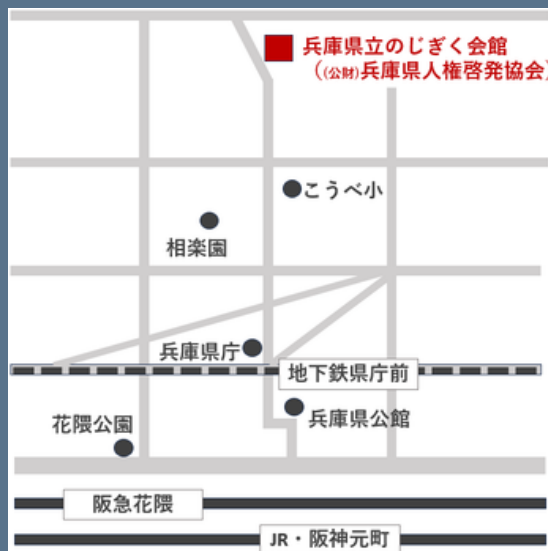 兵庫県立のじぎく会館
((公財)兵庫県人権啓発協会)
こうべ小
相楽園
兵庫県庁
地下鉄県庁前
花隈公園
兵庫県公館
阪急花隈
JR・阪神元町